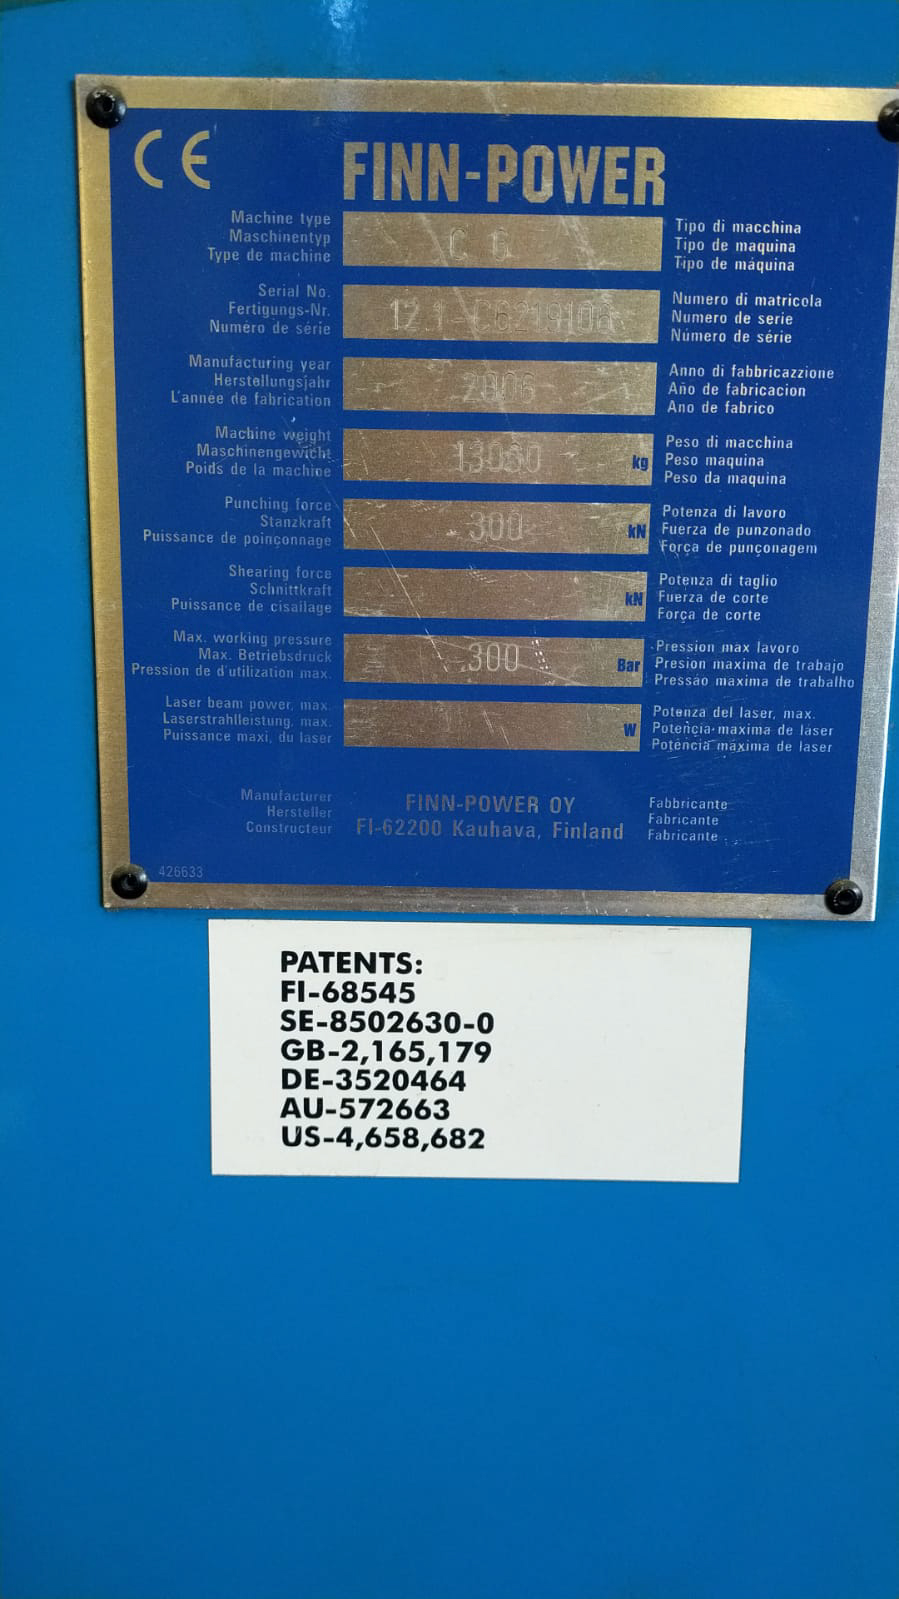 CE
FINN-POWER
Machine type
Maschinentyp
Type de machine
C 6
Tipo di macchina
Tipo de maquina
Tipo de máquina
Serial No.
Fertigungs-Nr.
Numéro de série
Numero di matricola
Numero de serie
Número de série
Manufacturing year
Herstellungsjahr
L'année de fabrication
2006
Anno di fabbricazzione
Año de fabricacion
Ano de fabrico
Machine weight
Maschinengewicht
Poids de la machine
kg
Peso di macchina
Peso maquina
Peso da maquina
Punching force
Stanzkraft
Puissance de poinçonnage
300 kN
Potenza di lavoro
Fuerza de punzonado
Força de punçonagem
Shearing force
Schnittkraft
Puissance de cisaillage
kN
Potenza di taglio
Fuerza de corte
Força de corte
Max. working pressure
Max. Betriebsdruck
Pression de d'utilization max.
300 Bar
Pression max lavoro
Presion maxima de trabajo
Pressáo maxima de trabalho
Laser beam power, max.
Laserstrahlleistung, max.
Puissance maxi, du laser
W
Potenza del laser, max.
Potencia maxima de láser
Poténcia maxima de laser
Manufacturer
Hersteller
Constructeur
FINN-POWER OY
FI-62200 Kauhava, Finland
Fabbricante
Fabricante
Fabricante
426633
PATENTS:
FI-68545
SE-8502630-0
GB-2,165,179
DE-3520464
AU-572663
US-4,658,682